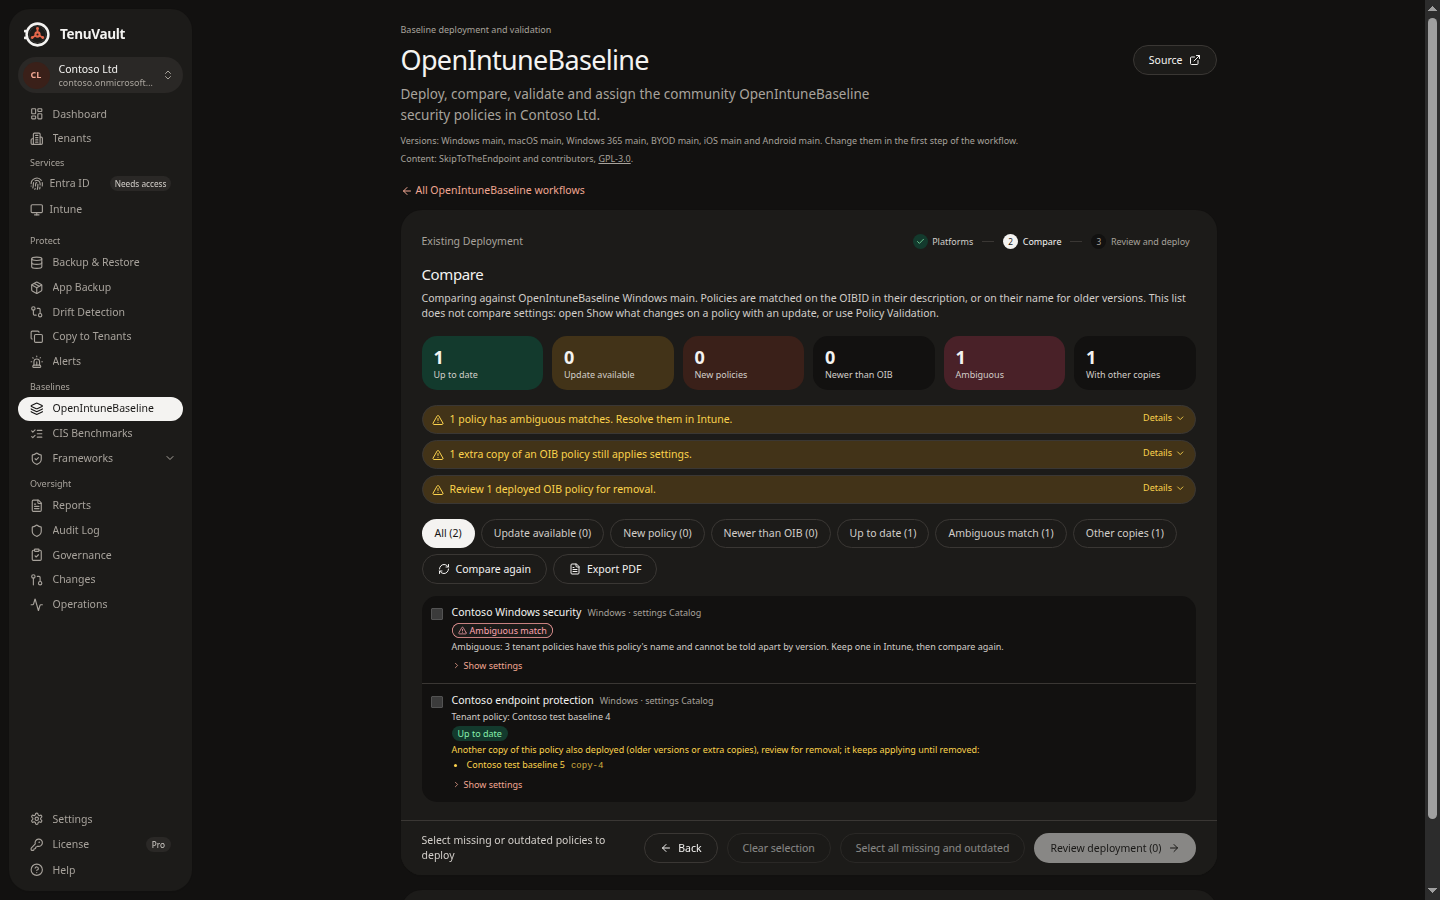 TenuVault
CL
Contoso Ltd
contoso.onmicrosoft...
Dashboard
Tenants
Services
Entra ID
Needs access
Intune
Protect
Backup & Restore
App Backup
Drift Detection
Copy to Tenants
Alerts
Baselines
OpenIntuneBaseline
CIS Benchmarks
Frameworks
Oversight
Reports
Audit Log
Governance
Changes
Operations
Settings
License
Pro
Help
Baseline deployment and validation
OpenIntuneBaseline
Source
Deploy, compare, validate and assign the community OpenIntuneBaseline
security policies in Contoso Ltd.
Versions: Windows main, macOS main, Windows 365 main, BYOD main, iOS main and Android main. Change them in the first step of the workflow.
Content: SkipToTheEndpoint and contributors, GPL-3.0.
← All OpenIntuneBaseline workflows
Existing Deployment
Platforms
2 Compare
3 Review and deploy
Compare
Comparing against OpenIntuneBaseline Windows main. Policies are matched on the OIBID in their description, or on their name for older versions. This list
does not compare settings: open Show what changes on a policy with an update, or use Policy Validation.
1
Up to date
0
Update available
0
New policies
0
Newer than OIB
1
Ambiguous
1
With other copies
1 policy has ambiguous matches. Resolve them in Intune.
Details
1 extra copy of an OIB policy still applies settings.
Details
Review 1 deployed OIB policy for removal.
Details
All (2)
Update available (0)
New policy (0)
Newer than OIB (0)
Up to date (1)
Ambiguous match (1)
Other copies (1)
Compare again
Export PDF
Contoso Windows security Windows · settings Catalog
Ambiguous match
Ambiguous: 3 tenant policies have this policy's name and cannot be told apart by version. Keep one in Intune, then compare again.
Show settings
Contoso endpoint protection Windows · settings Catalog
Tenant policy: Contoso test baseline 4
Up to date
Another copy of this policy also deployed (older versions or extra copies), review for removal; it keeps applying until removed:
• Contoso test baseline 5 copy-4
Show settings
Select missing or outdated policies to
deploy
← Back
Clear selection
Select all missing and outdated
Review deployment (0) →